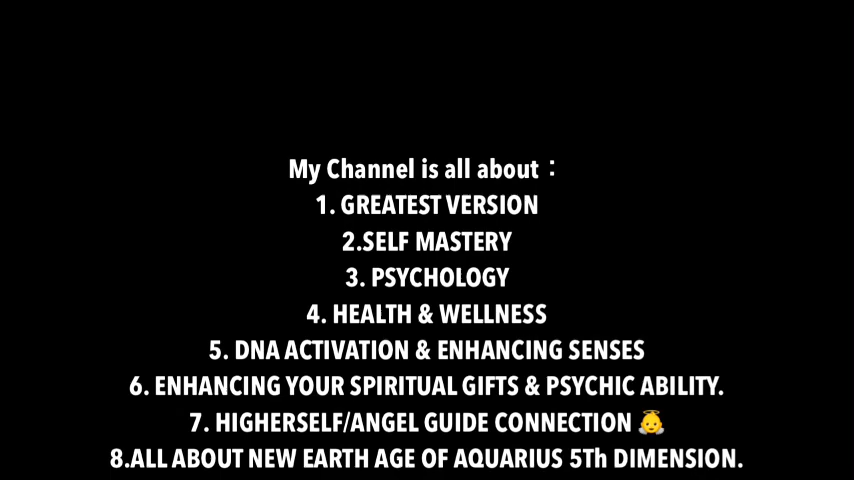 My Channel is all about：
1. GREATEST VERSION
2.SELF MASTERY
3. PSYCHOLOGY
4. HEALTH & WELLNESS
5. DNA ACTIVATION & ENHANCING SENSES
6. ENHANCING YOUR SPIRITUAL GIFTS & PSYCHIC ABILITY.
7. HIGHERSELF/ANGEL GUIDE CONNECTION 👼
8.ALL ABOUT NEW EARTH AGE OF AQUARIUS 5Th DIMENSION.